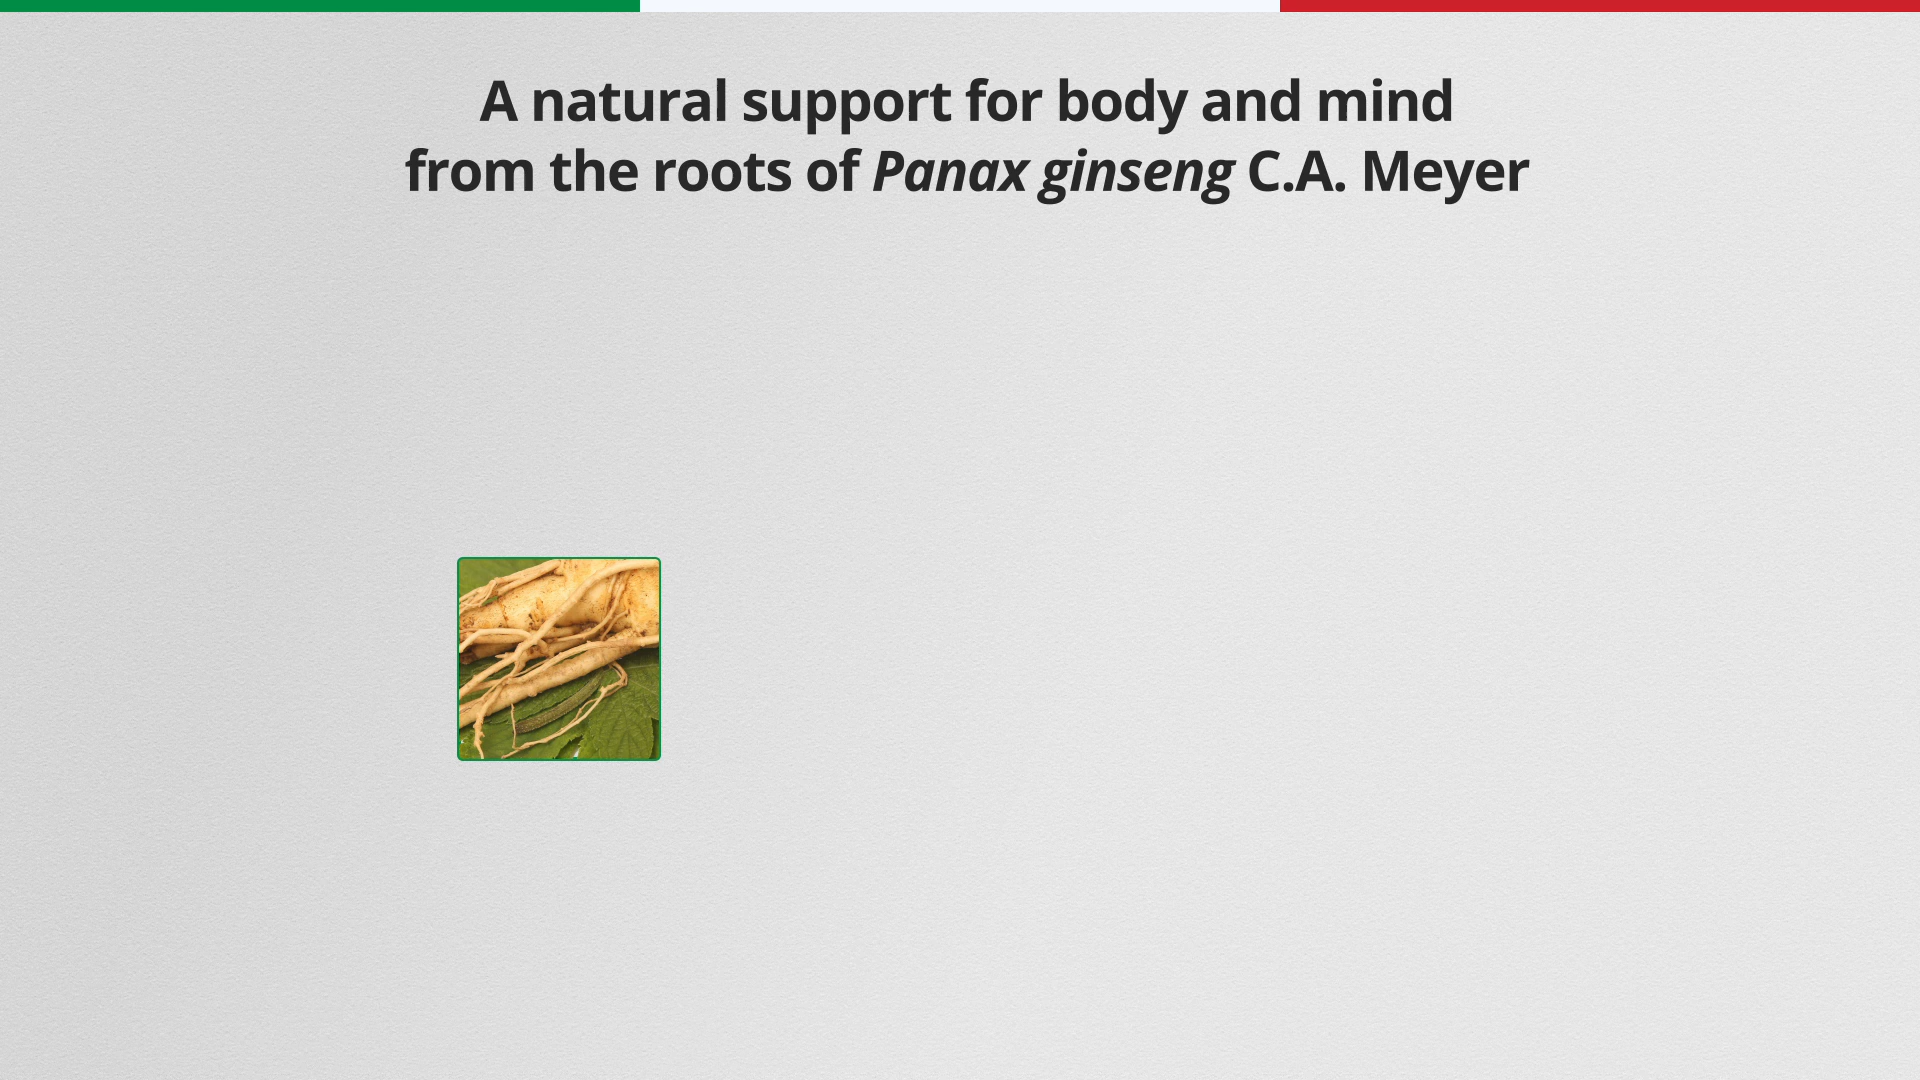 A natural support for body and mind
from the roots of Panax ginseng C.A. Meyer